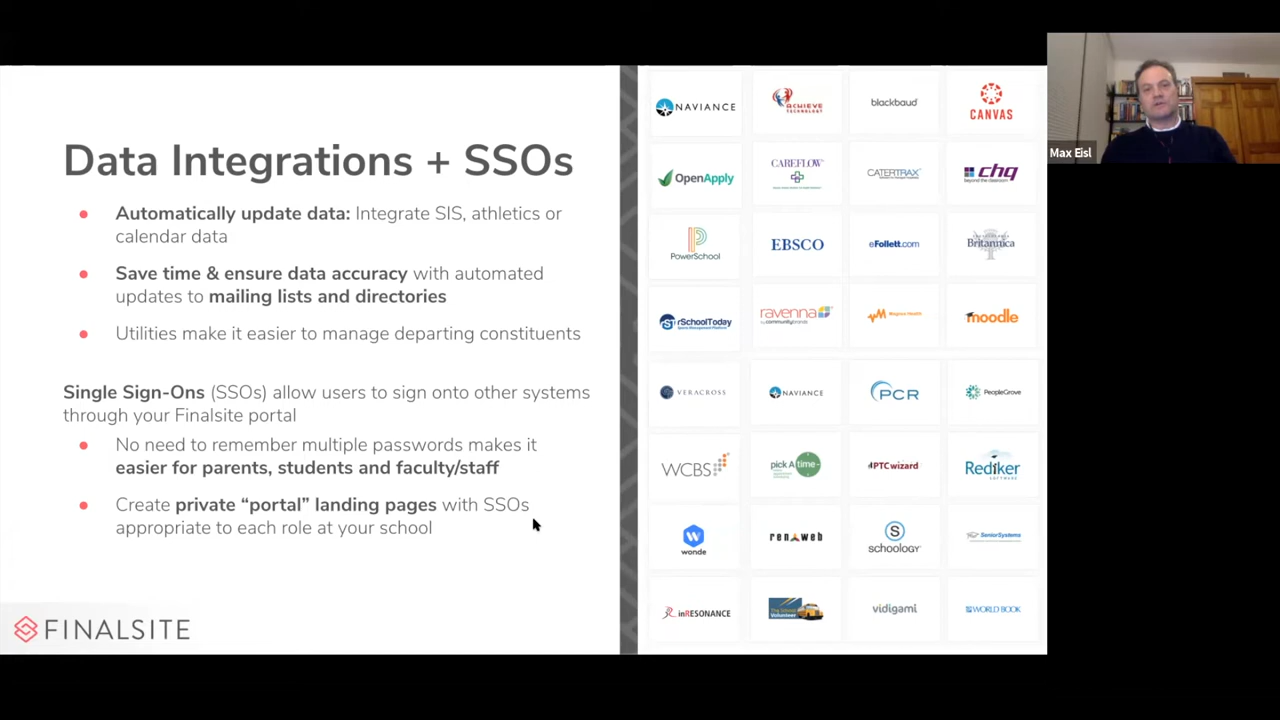 Data Integrations + SSOs
Automatically update data: Integrate SIS, athletics or
calendar data
Save time & ensure data accuracy with automated
updates to mailing lists and directories
Utilities make it easier to manage departing constituents
Single Sign-Ons (SSOs) allow users to sign onto other systems
through your Finalsite portal
No need to remember multiple passwords makes it
easier for parents, students and faculty/staff
Create private “portal” landing pages with SSOs
appropriate to each role at your school
FINALSITE
NAVIANCE
ACHIEVE
TECHNOLOGY
blackbaud
CANVAS
OpenApply
CAREFLOW
CATERTRAX
chq
beyond the classroom
PowerSchool
EBSCO
eFollett.com
Britannica
rSchoolToday
ravenna
by communitybrands
Magnus Health
moodle
VERACROSS
NAVIANCE
PCR
PeopleGrove
WCBS
pick A time
PTC wizard
Rediker
SOFTWARE
wonde
renweb
S
schoology
SeniorSystems
inRESONANCE
The School
Volunteer
vidigami
WORLD BOOK
Max Eisl